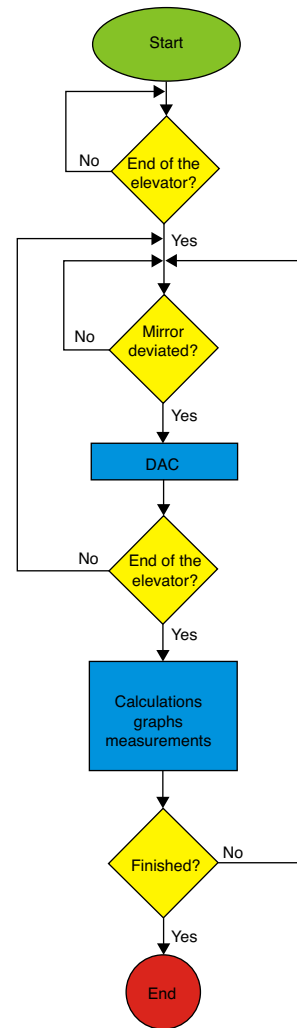 Start
No
End of the
elevator?
Yes
No
Mirror
deviated?
Yes
DAC
No
End of the
elevator?
Yes
Calculations
graphs
measurements
Finished?
No
Yes
End